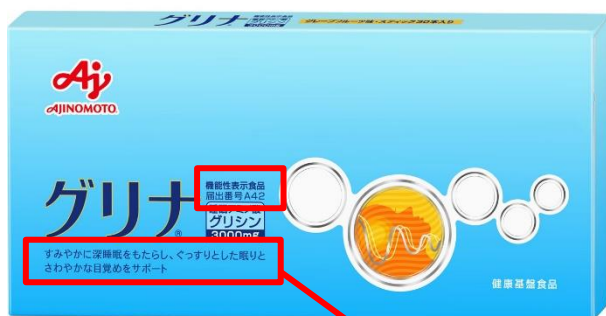 グリナ
グレープフルーツ味・スティック30本入り
Aj
AJINOMOTO
グリナ®
機能性表示食品
届出番号A42
グリシン
3000mg
すみやかに深睡眠をもたらし、ぐっすりとした眠りと
さわやかな目覚めをサポート
健康基盤食品